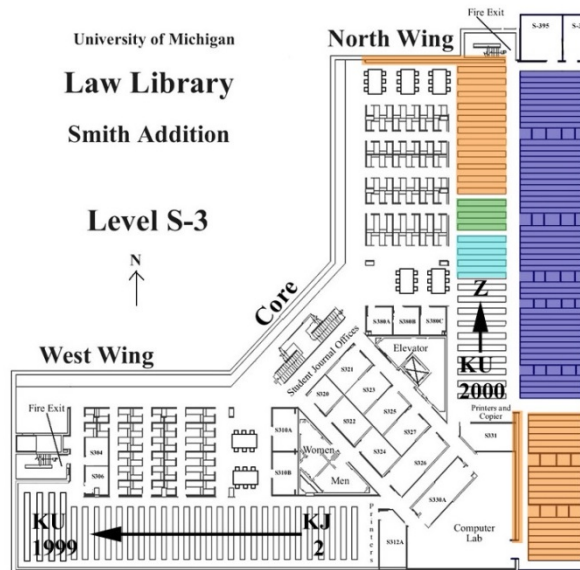 University of Michigan
Law Library
Smith Addition
Level S-3
N
North Wing
Fire Exit
S-395
Core
West Wing
Fire Exit
S304
S306
Z
KU
2000
S380A
S380B
S380C
Elevator
Student Journal Offices
S321
S320
S323
S322
S325
S324
S327
S326
S330A
S331
Printers and
Copier
S310A
S310B
Women
Men
KU
1999
KJ
2
Printers
S312A
Computer
Lab